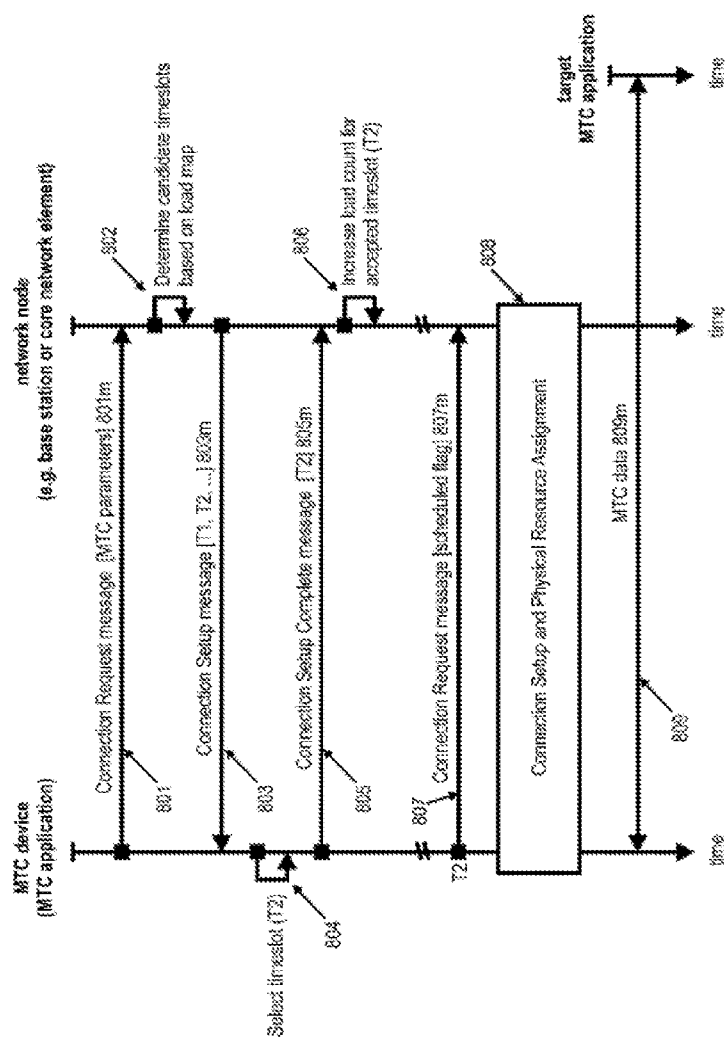 MTC device
(MTC application)
network node
(e.g. base station or core network element)
Connection Request message [MTC parameters] 801m
801
802
Determine candidate timeslots
based on load map
Connection Setup message [T1, T2, ...] 803m
803
Select timeslot (T2)
804
Connection Setup Complete message [T2] 805m
805
806
Increase load count for
accepted timeslot (T2)
T2
807
Connection Request message [scheduled flag] 807m
808
Connection Setup and Physical Resource Assignment
target
MTC application
MTC data 809m
809
time
time
time